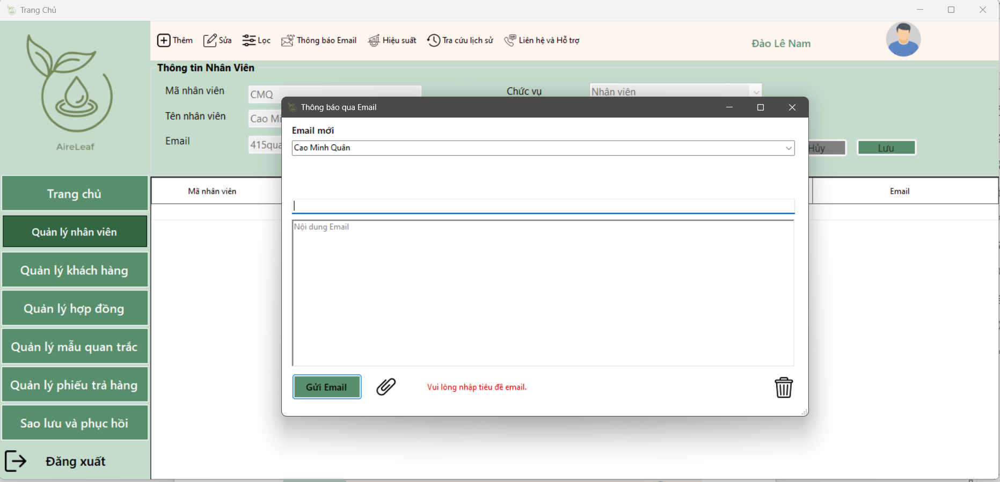 Trang Chủ
Thêm Sửa Lọc Thông báo Email Hiệu suất Tra cứu lịch sử Liên hệ và Hỗ trợ
Đào Lê Nam
AireLeaf
Trang chủ
Quản lý nhân viên
Quản lý khách hàng
Quản lý hợp đồng
Quản lý mẫu quan trắc
Quản lý phiếu trả hàng
Sao lưu và phục hồi
Đăng xuất
Thông tin Nhân Viên
Mã nhân viên CMQ Chức vụ Nhân viên
Tên nhân viên Cao Mi
Email 415qua
Hủy Lưu
Mã nhân viên Email
Thông báo qua Email
Email mới
Cao Minh Quân
Nội dung Email
Gửi Email Vui lòng nhập tiêu đề email.